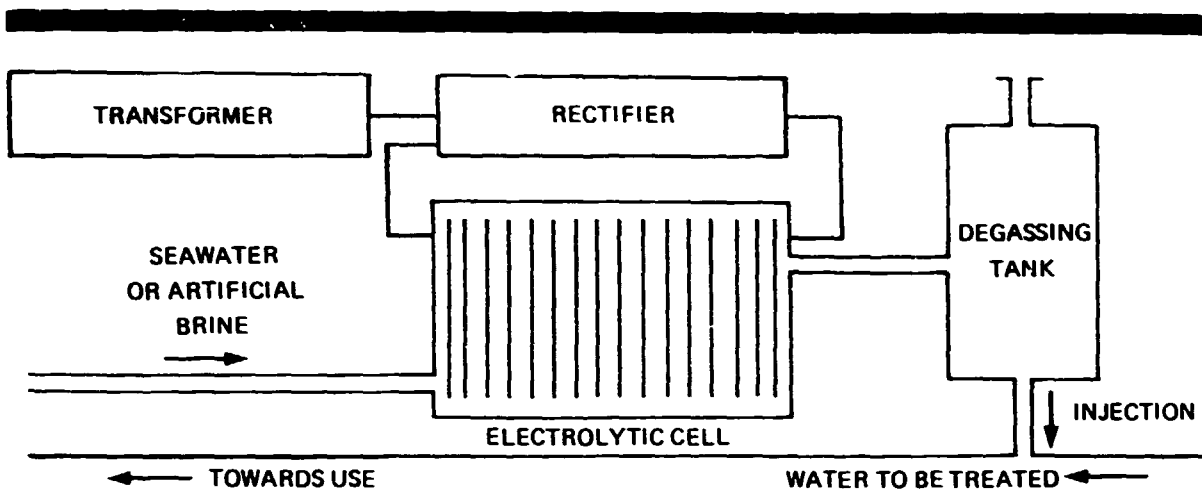 TRANSFORMER
RECTIFIER
SEAWATER
OR ARTIFICIAL
BRINE
DEGASSING
TANK
ELECTROLYTIC CELL
INJECTION
TOWARDS USE
WATER TO BE TREATED